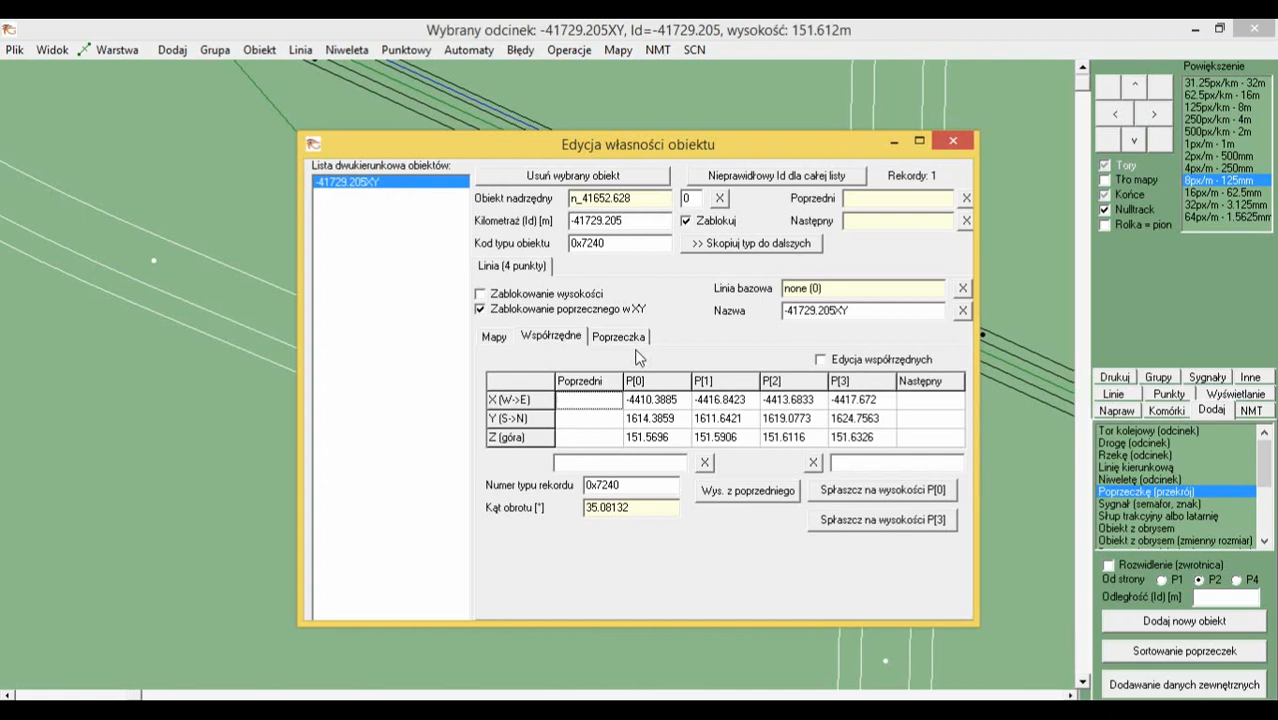 Wybrany odcinek: -41729.205XY, Id=-41729.205, wysokość: 151.612m
Plik Widok Warstwa Dodaj Grupa Obiekt Linia Niweleta Punktowy Automaty Błędy Operacje Mapy NMT SCN
Edycja własności obiektu
Lista dwukierunkowa obiektów:
-41729.205XY
Usuń wybrany obiekt Nieprawidłowy Id dla całej listy Rekordy: 1
Obiekt nadrzędny n_41652.628 0 X Poprzedni X
Kilometraż (Id) [m] -41729.205 Zablokuj Następny X
Kod typu obiektu 0x7240 >> Skopiuj typ do dalszych
Linia (4 punkty)
Zablokowanie wysokości Linia bazowa none (0) X
Zablokowanie poprzecznego w XY Nazwa -41729.205XY X
Mapy Współrzędne Poprzeczka
Edycja współrzędnych
Poprzedni P[0] P[1] P[2] P[3] Następny
X (W->E) -4410.3885 -4416.8423 -4413.6833 -4417.672
Y (S->N) 1614.3859 1611.6421 1619.0773 1624.7563
Z (góra) 151.5696 151.5906 151.6116 151.6326
X X
Numer typu rekordu 0x7240 Wys. z poprzedniego Spłaszcz na wysokości P[0]
Kąt obrotu [°] 35.08132
Spłaszcz na wysokości P[3]
Powiększenie
31.25px/km - 32m
62.5px/km - 16m
125px/km - 8m
250px/km - 4m
500px/km - 2m
1px/m - 1m
2px/m - 500mm
4px/m - 250mm
8px/m - 125mm
16px/m - 62.5mm
32px/m - 3.125mm
64px/m - 1.5625mm
Tory
Tło mapy
Końce
Nulltrack
Rolka = pion
Drukuj Grupy Sygnały Inne
Linie Punkty Wyświetlanie
Napraw Komórki Dodaj NMT
Tor kolejowy (odcinek)
Drogę (odcinek)
Rzekę (odcinek)
Linię kierunkową
Niweletę (odcinek)
Poprzeczkę (przekrój)
Sygnał (semafor, znak)
Słup trakcyjny albo latarnię
Obiekt z obrysem
Obiekt z obrysem (zmienny rozmiar)
Rozwidlenie (zwrotnica)
Od strony P1 P2 P4
Odległość (Id) [m]
Dodaj nowy obiekt
Sortowanie poprzeczek
Dodawanie danych zewnętrznych